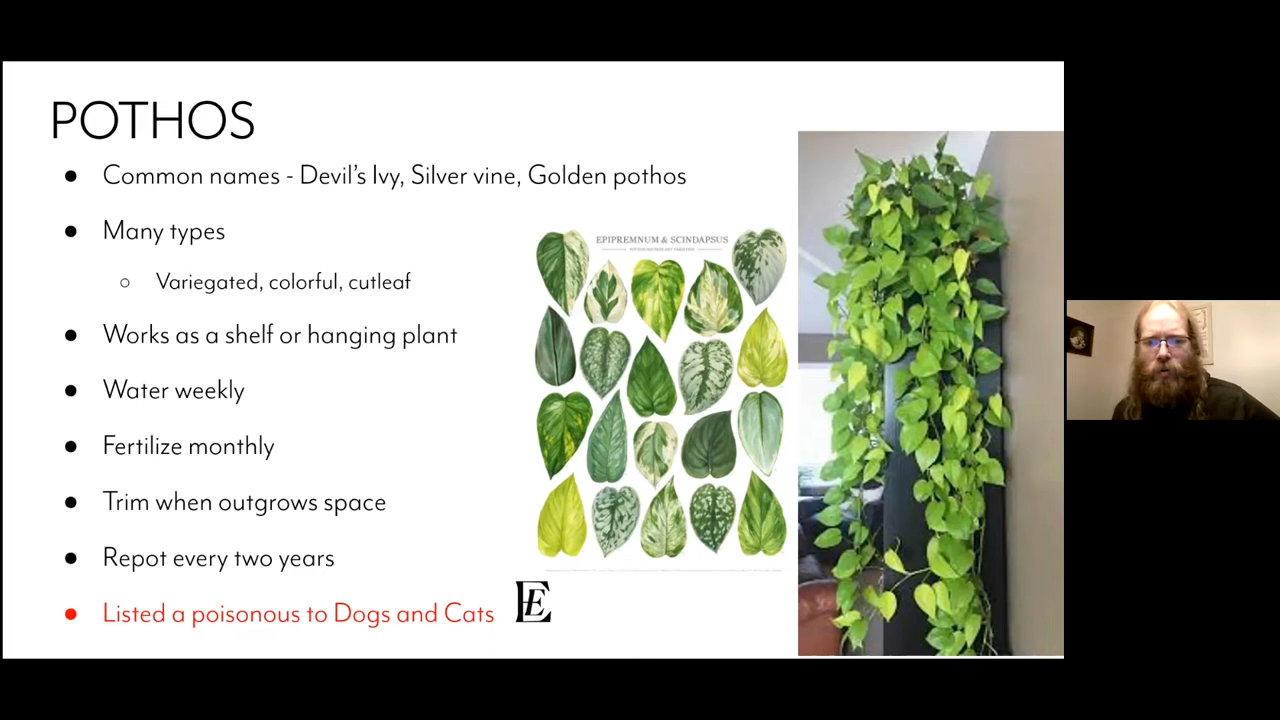 POTHOS
Common names - Devil's Ivy, Silver vine, Golden pothos
Many types
Variegated, colorful, cutleaf
Works as a shelf or hanging plant
Water weekly
Fertilize monthly
Trim when outgrows space
Repot every two years
Listed a poisonous to Dogs and Cats
EPIPREMNUM & SCINDAPSUS
EE